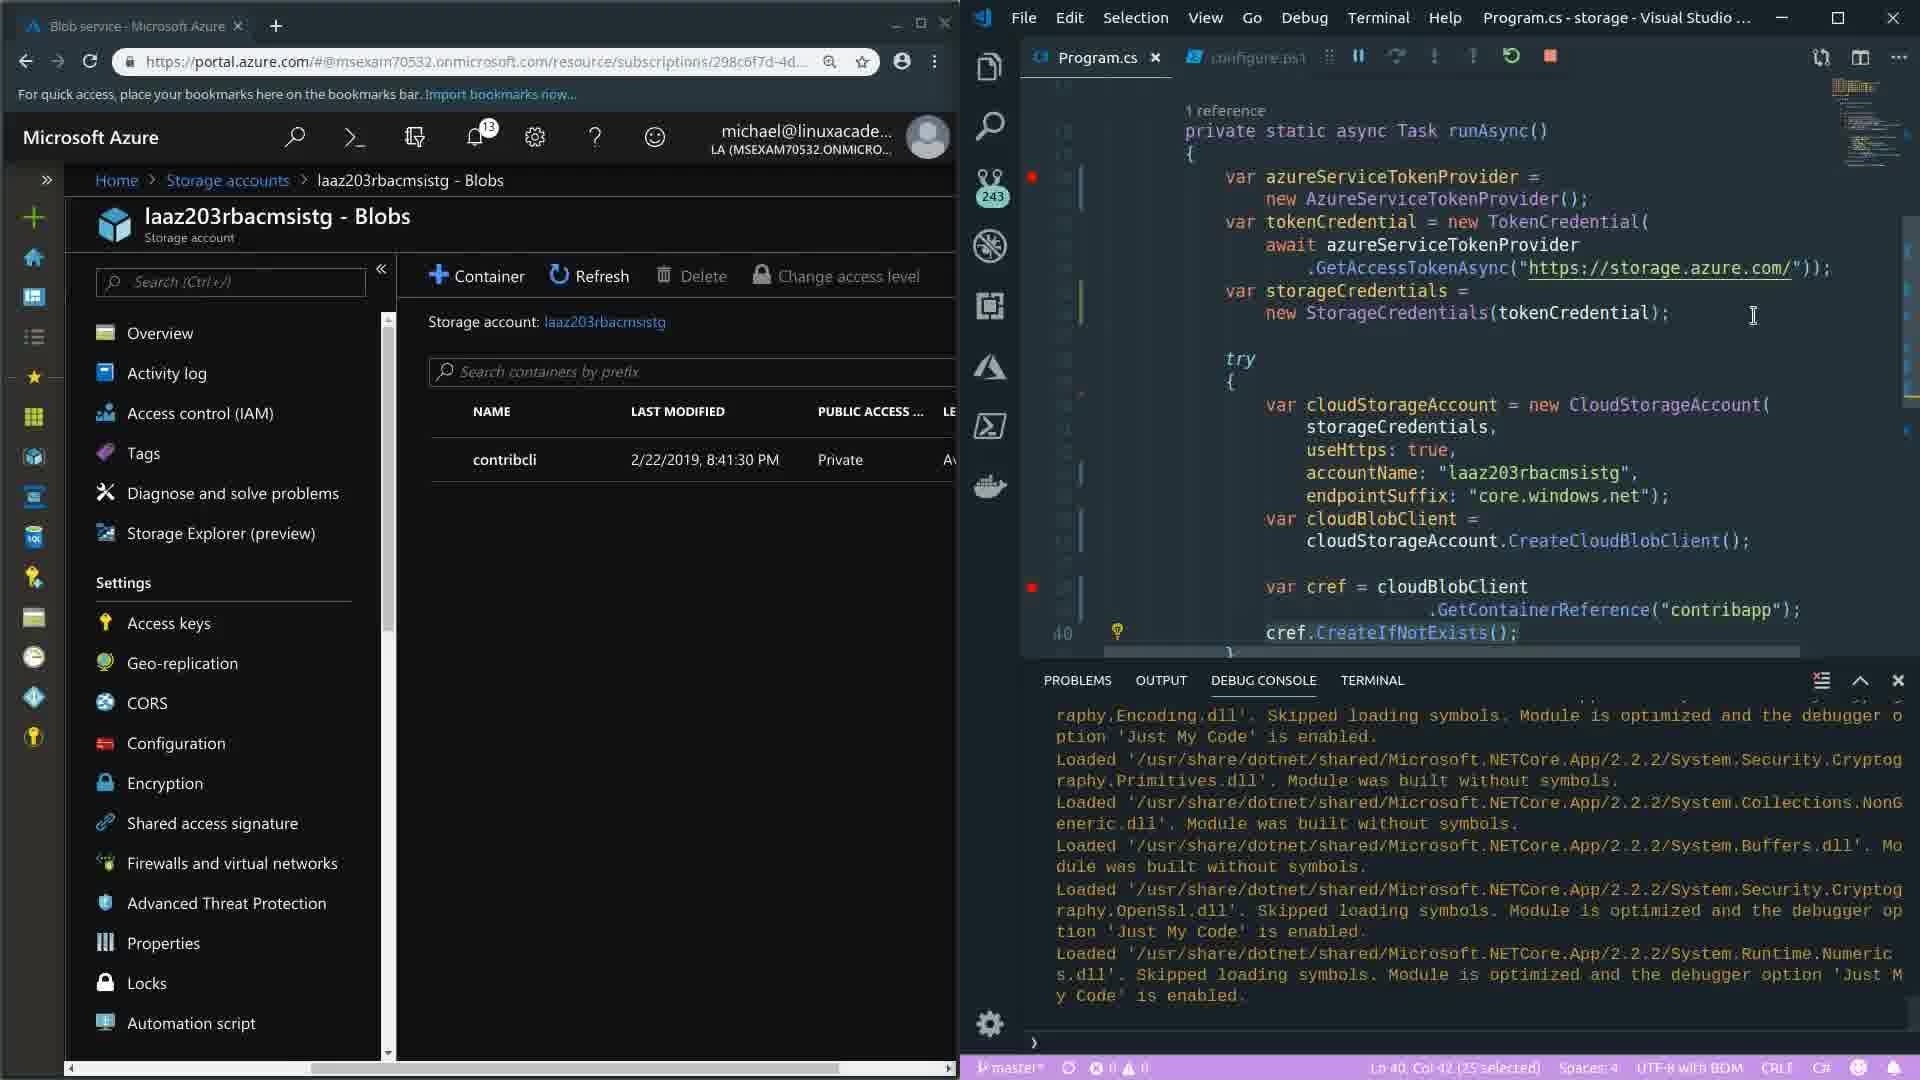 Blob service - Microsoft Azure
https://portal.azure.com/#@msexam70532.onmicrosoft.com/resource/subscriptions/298c6f7d-4d...
For quick access, place your bookmarks here on the bookmarks bar. Import bookmarks now...
Microsoft Azure
13
michael@linuxacade...
LA (MSEXAM70532.ONMICRO...
Home > Storage accounts > laaz203rbacmsistg - Blobs
laaz203rbacmsistg - Blobs
Storage account
Search (Ctrl+/)
Overview
Activity log
Access control (IAM)
Tags
Diagnose and solve problems
Storage Explorer (preview)
Settings
Access keys
Geo-replication
CORS
Configuration
Encryption
Shared access signature
Firewalls and virtual networks
Advanced Threat Protection
Properties
Locks
Automation script
Container Refresh Delete Change access level
Storage account: laaz203rbacmsistg
Search containers by prefix
NAME LAST MODIFIED PUBLIC ACCESS ... LE
contribcli 2/22/2019, 8:41:30 PM Private Av
File Edit Selection View Go Debug Terminal Help Program.cs - storage - Visual Studio ...
Program.cs configure.ps1
243
1 reference
private static async Task runAsync()
{
var azureServiceTokenProvider =
new AzureServiceTokenProvider();
var tokenCredential = new TokenCredential(
await azureServiceTokenProvider
.GetAccessTokenAsync("https://storage.azure.com/"));
var storageCredentials =
new StorageCredentials(tokenCredential);
try
{
var cloudStorageAccount = new CloudStorageAccount(
storageCredentials,
useHttps: true,
accountName: "laaz203rbacmsistg",
endpointSuffix: "core.windows.net");
var cloudBlobClient =
cloudStorageAccount.CreateCloudBlobClient();
var cref = cloudBlobClient
.GetContainerReference("contribapp");
40 cref.CreateIfNotExists();
}
PROBLEMS OUTPUT DEBUG CONSOLE TERMINAL
raphy.Encoding.dll'. Skipped loading symbols. Module is optimized and the debugger o
ption 'Just My Code' is enabled.
Loaded '/usr/share/dotnet/shared/Microsoft.NETCore.App/2.2.2/System.Security.Cryptog
raphy.Primitives.dll'. Module was built without symbols.
Loaded '/usr/share/dotnet/shared/Microsoft.NETCore.App/2.2.2/System.Collections.NonG
eneric.dll'. Module was built without symbols.
Loaded '/usr/share/dotnet/shared/Microsoft.NETCore.App/2.2.2/System.Buffers.dll'. Mo
dule was built without symbols.
Loaded '/usr/share/dotnet/shared/Microsoft.NETCore.App/2.2.2/System.Security.Cryptog
raphy.OpenSsl.dll'. Skipped loading symbols. Module is optimized and the debugger op
tion 'Just My Code' is enabled.
Loaded '/usr/share/dotnet/shared/Microsoft.NETCore.App/2.2.2/System.Runtime.Numeric
s.dll'. Skipped loading symbols. Module is optimized and the debugger option 'Just M
y Code' is enabled.
master* 0 0 Ln 40, Col 42 (25 selected) Spaces: 4 UTF-8 with BOM CRLF C#